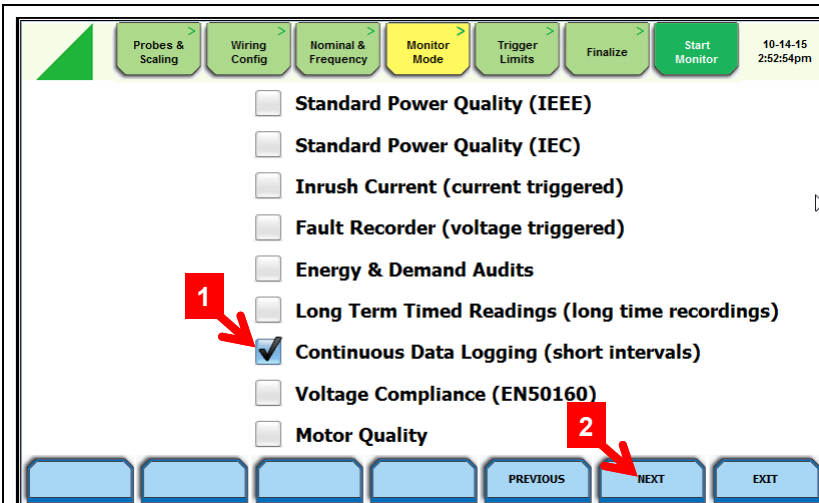 > > > > > >
Probes & Wiring Nominal & Monitor Trigger Finalize Start 10-14-15
Scaling Config Frequency Mode Limits Monitor 2:52:54pm
Standard Power Quality (IEEE)
Standard Power Quality (IEC)
Inrush Current (current triggered)
Fault Recorder (voltage triggered)
Energy & Demand Audits
1
Long Term Timed Readings (long time recordings)
Continuous Data Logging (short intervals)
Voltage Compliance (EN50160)
2
Motor Quality
PREVIOUS NEXT EXIT